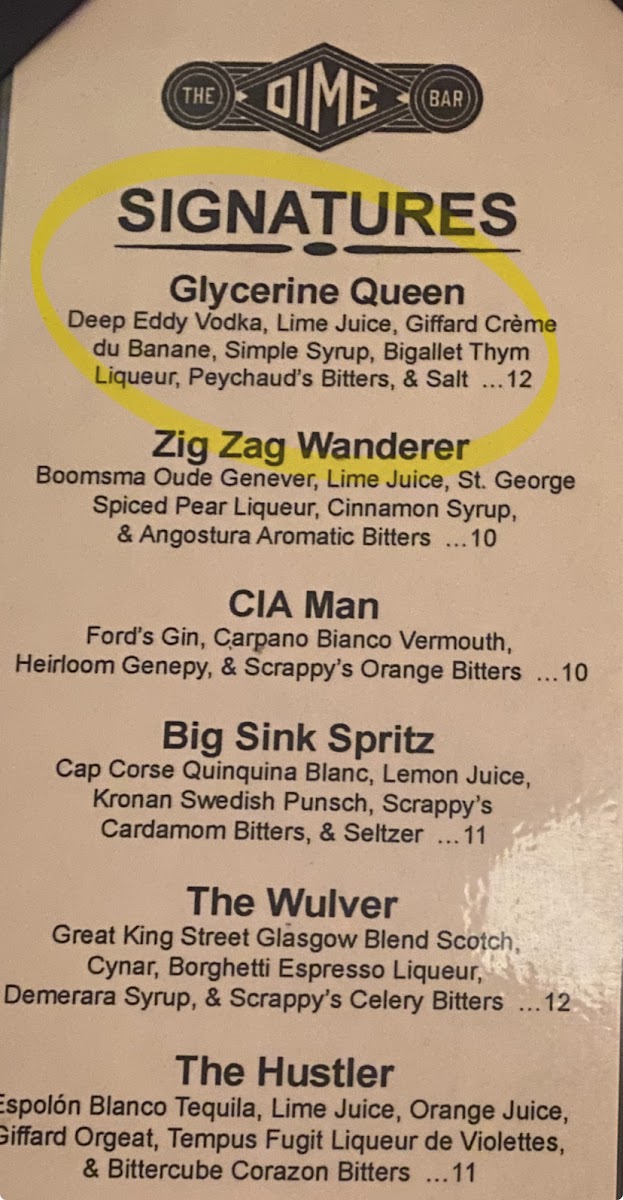 THE DIME BAR
SIGNATURES
Glycerine Queen
Deep Eddy Vodka, Lime Juice, Giffard Crème
du Banane, Simple Syrup, Bigallet Thym
Liqueur, Peychaud's Bitters, & Salt ...12
Zig Zag Wanderer
Boomsma Oude Genever, Lime Juice, St. George
Spiced Pear Liqueur, Cinnamon Syrup,
& Angostura Aromatic Bitters ...10
CIA Man
Ford's Gin, Carpano Bianco Vermouth,
Heirloom Genepy, & Scrappy's Orange Bitters ...10
Big Sink Spritz
Cap Corse Quinquina Blanc, Lemon Juice,
Kronan Swedish Punsch, Scrappy's
Cardamom Bitters, & Seltzer ...11
The Wulver
Great King Street Glasgow Blend Scotch,
Cynar, Borghetti Espresso Liqueur,
Demerara Syrup, & Scrappy's Celery Bitters ...12
The Hustler
Espolón Blanco Tequila, Lime Juice, Orange Juice,
Giffard Orgeat, Tempus Fugit Liqueur de Violettes,
& Bittercube Corazon Bitters ...11